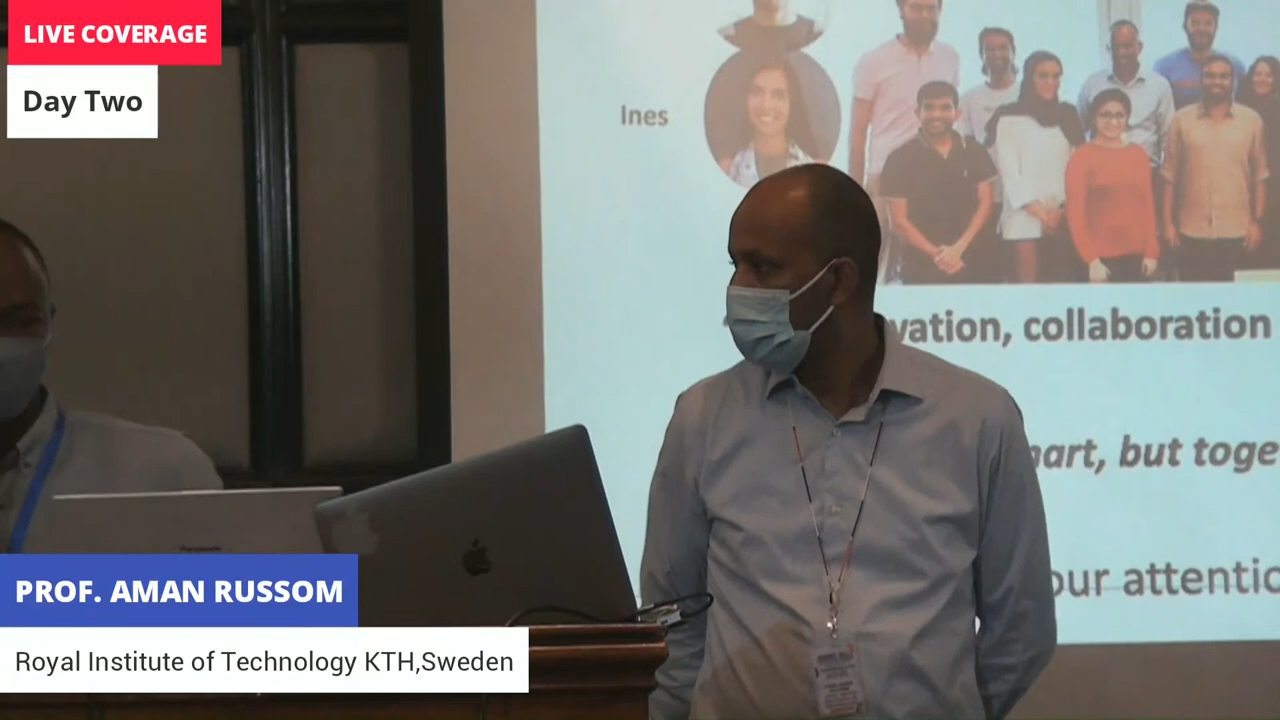 LIVE COVERAGE
Day Two
Ines
vation, collaboration
art, but toge
our attentio
PROF. AMAN RUSSOM
Royal Institute of Technology KTH,Sweden